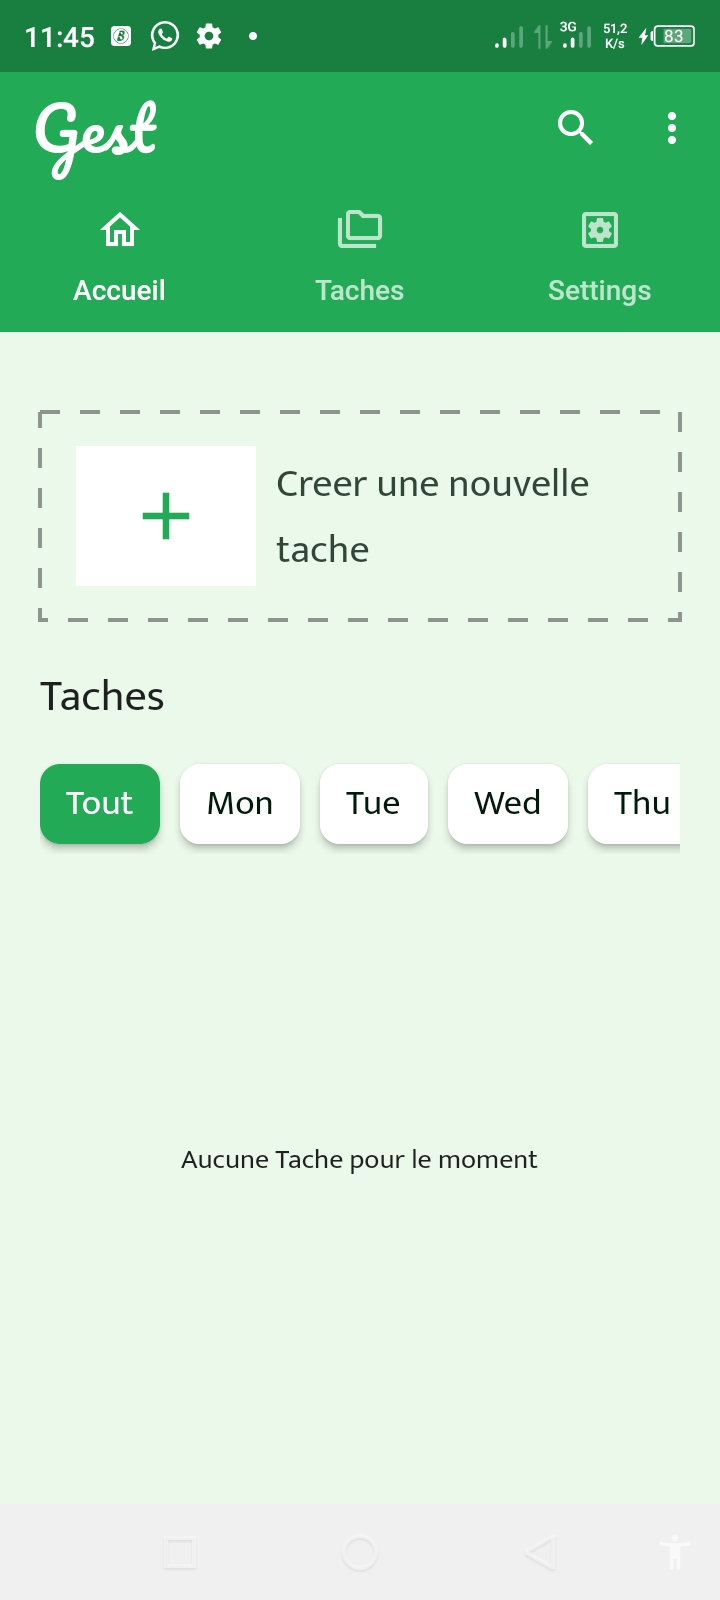 11:45
3G
51,2
K/s
83
Gest
Accueil Taches Settings
Creer une nouvelle
tache
Taches
Tout Mon Tue Wed Thu
Aucune Tache pour le moment